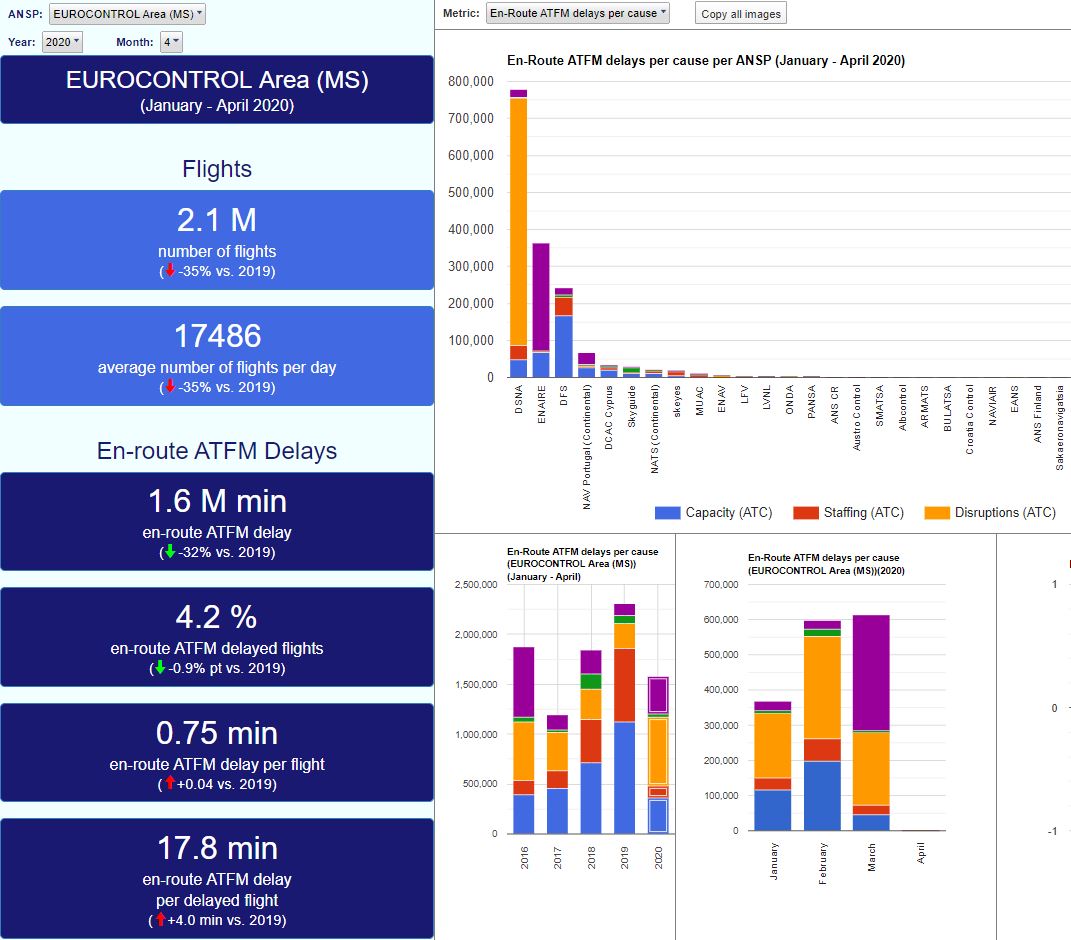 ANSP: EUROCONTROL Area (MS)
Year: 2020 Month: 4
EUROCONTROL Area (MS)
(January - April 2020)
Flights
2.1 M
number of flights
(-35% vs. 2019)
17486
average number of flights per day
(-35% vs. 2019)
En-route ATFM Delays
1.6 M min
en-route ATFM delay
(-32% vs. 2019)
4.2 %
en-route ATFM delayed flights
(-0.9% pt vs. 2019)
0.75 min
en-route ATFM delay per flight
(+0.04 vs. 2019)
17.8 min
en-route ATFM delay
per delayed flight
(+4.0 min vs. 2019)
Metric: En-Route ATFM delays per cause Copy all images
En-Route ATFM delays per cause per ANSP (January - April 2020)
800,000
700,000
600,000
500,000
400,000
300,000
200,000
100,000
0
DSNA
ENAIRE
DFS
NAV Portugal (Continental)
DCAC Cyprus
Skyguide
NATS (Continental)
skeyes
MUAC
ENAV
LFV
LVNL
ONDA
PANSA
ANS CR
Austro Control
SMATSA
Albcontrol
ARMATS
BULATSA
Croatia Control
NAVIAIR
EANS
ANS Finland
Sakaeronavigatsia
Capacity (ATC) Staffing (ATC) Disruptions (ATC)
En-Route ATFM delays per cause
(EUROCONTROL Area (MS))
(January - April)
2,500,000
2,000,000
1,500,000
1,000,000
500,000
0
2016
2017
2018
2019
2020
En-Route ATFM delays per cause
(EUROCONTROL Area (MS))(2020)
700,000
600,000
500,000
400,000
300,000
200,000
100,000
0
January
February
March
April
1
0
-1